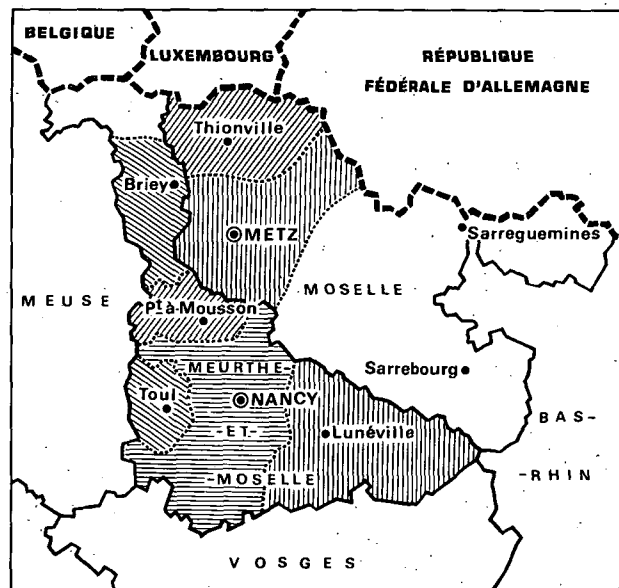 BELGIQUE
LUXEMBOURG
RÉPUBLIQUE
FÉDÉRALE D'ALLEMAGNE
Thionville
Briey
METZ
Sarreguemines
MEUSE
MOSELLE
Pt à-Mousson
MEURTHE-
Sarrebourg
Toul
NANCY
BAS-
-ET-
Lunéville
-MOSELLE
-RHIN
VOSGES